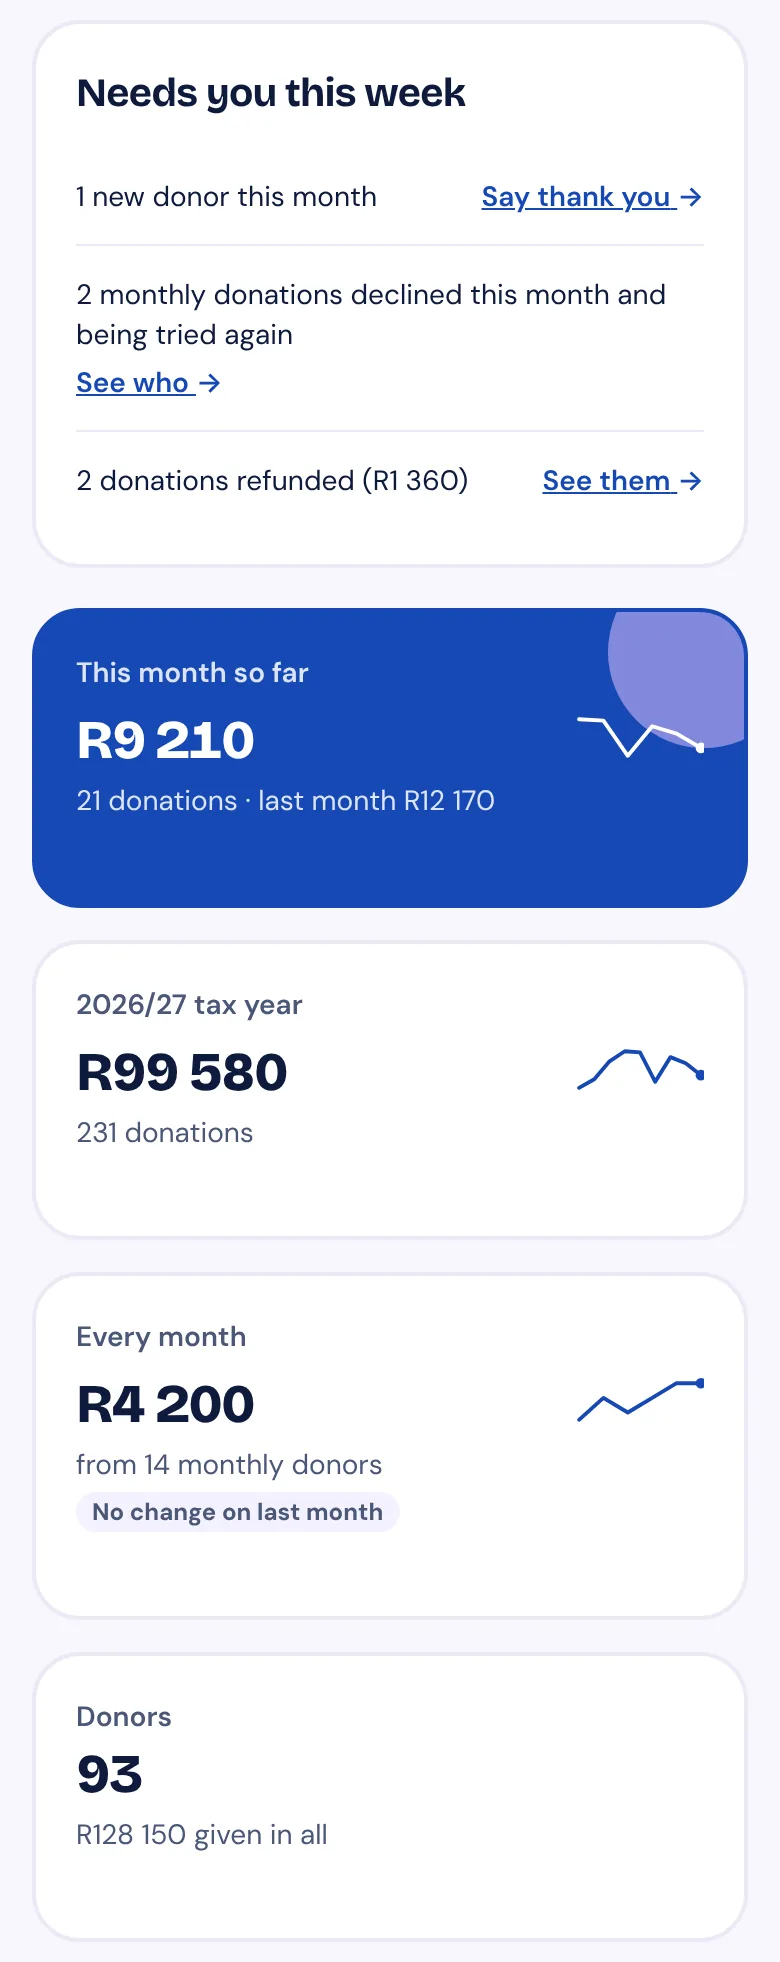 Needs you this week
1 new donor this month
Say thank you →
2 monthly donations declined this month and
being tried again
See who →
2 donations refunded (R1 360)
See them →
This month so far
R9 210
21 donations · last month R12 170
2026/27 tax year
R99 580
231 donations
Every month
R4 200
from 14 monthly donors
No change on last month
Donors
93
R128 150 given in all